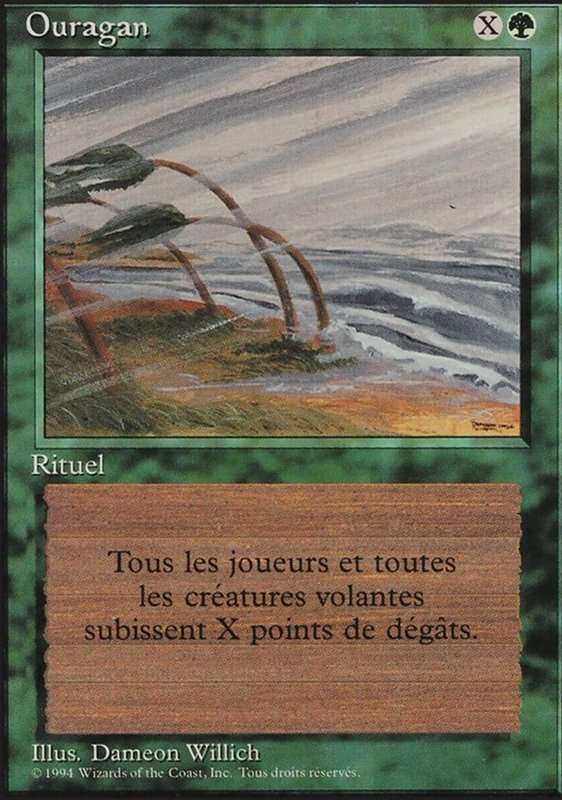 Ouragan X
Rituel
Tous les joueurs et toutes
les créatures volantes
subissent X points de dégâts.
Illus. Dameon Willich
© 1994 Wizards of the Coast, Inc. Tous droits réservés.